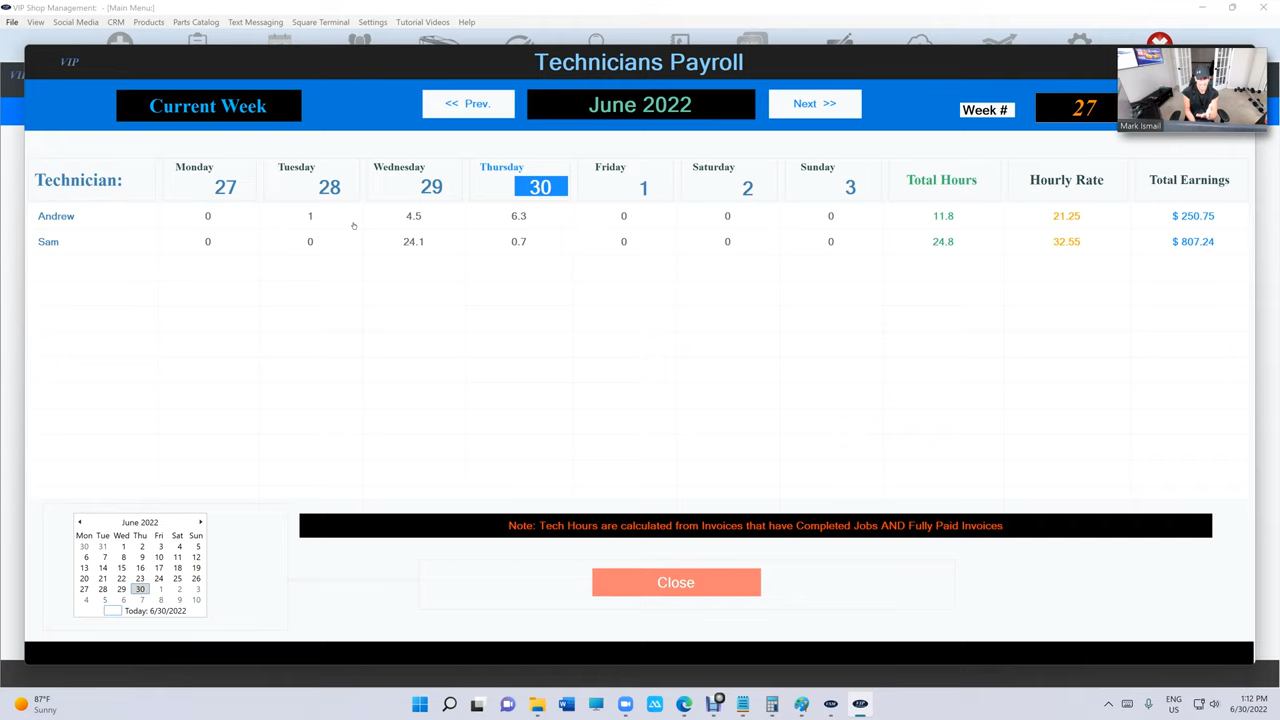 VIP Shop Management: - [Main Menu:]
File View Social Media CRM Products Parts Catalog Text Messaging Square Terminal Settings Tutorial Videos Help
VIP Technicians Payroll
Mark Ismail
Current Week << Prev. June 2022 Next >> Week # 27
Monday Tuesday Wednesday Thursday Friday Saturday Sunday
Technician: 27 28 29 30 1 2 3 Total Hours Hourly Rate Total Earnings
Andrew 0 1 4.5 6.3 0 0 0 11.8 21.25 $ 250.75
Sam 0 0 24.1 0.7 0 0 0 24.8 32.55 $ 807.24
June 2022
Mon Tue Wed Thu Fri Sat Sun
30 31 1 2 3 4 5
6 7 8 9 10 11 12
13 14 15 16 17 18 19
20 21 22 23 24 25 26
27 28 29 30 1 2 3
4 5 6 7 8 9 10
Today: 6/30/2022
Note: Tech Hours are calculated from Invoices that have Completed Jobs AND Fully Paid Invoices
Close
87°F
Sunny
ENG
US
1:12 PM
6/30/2022